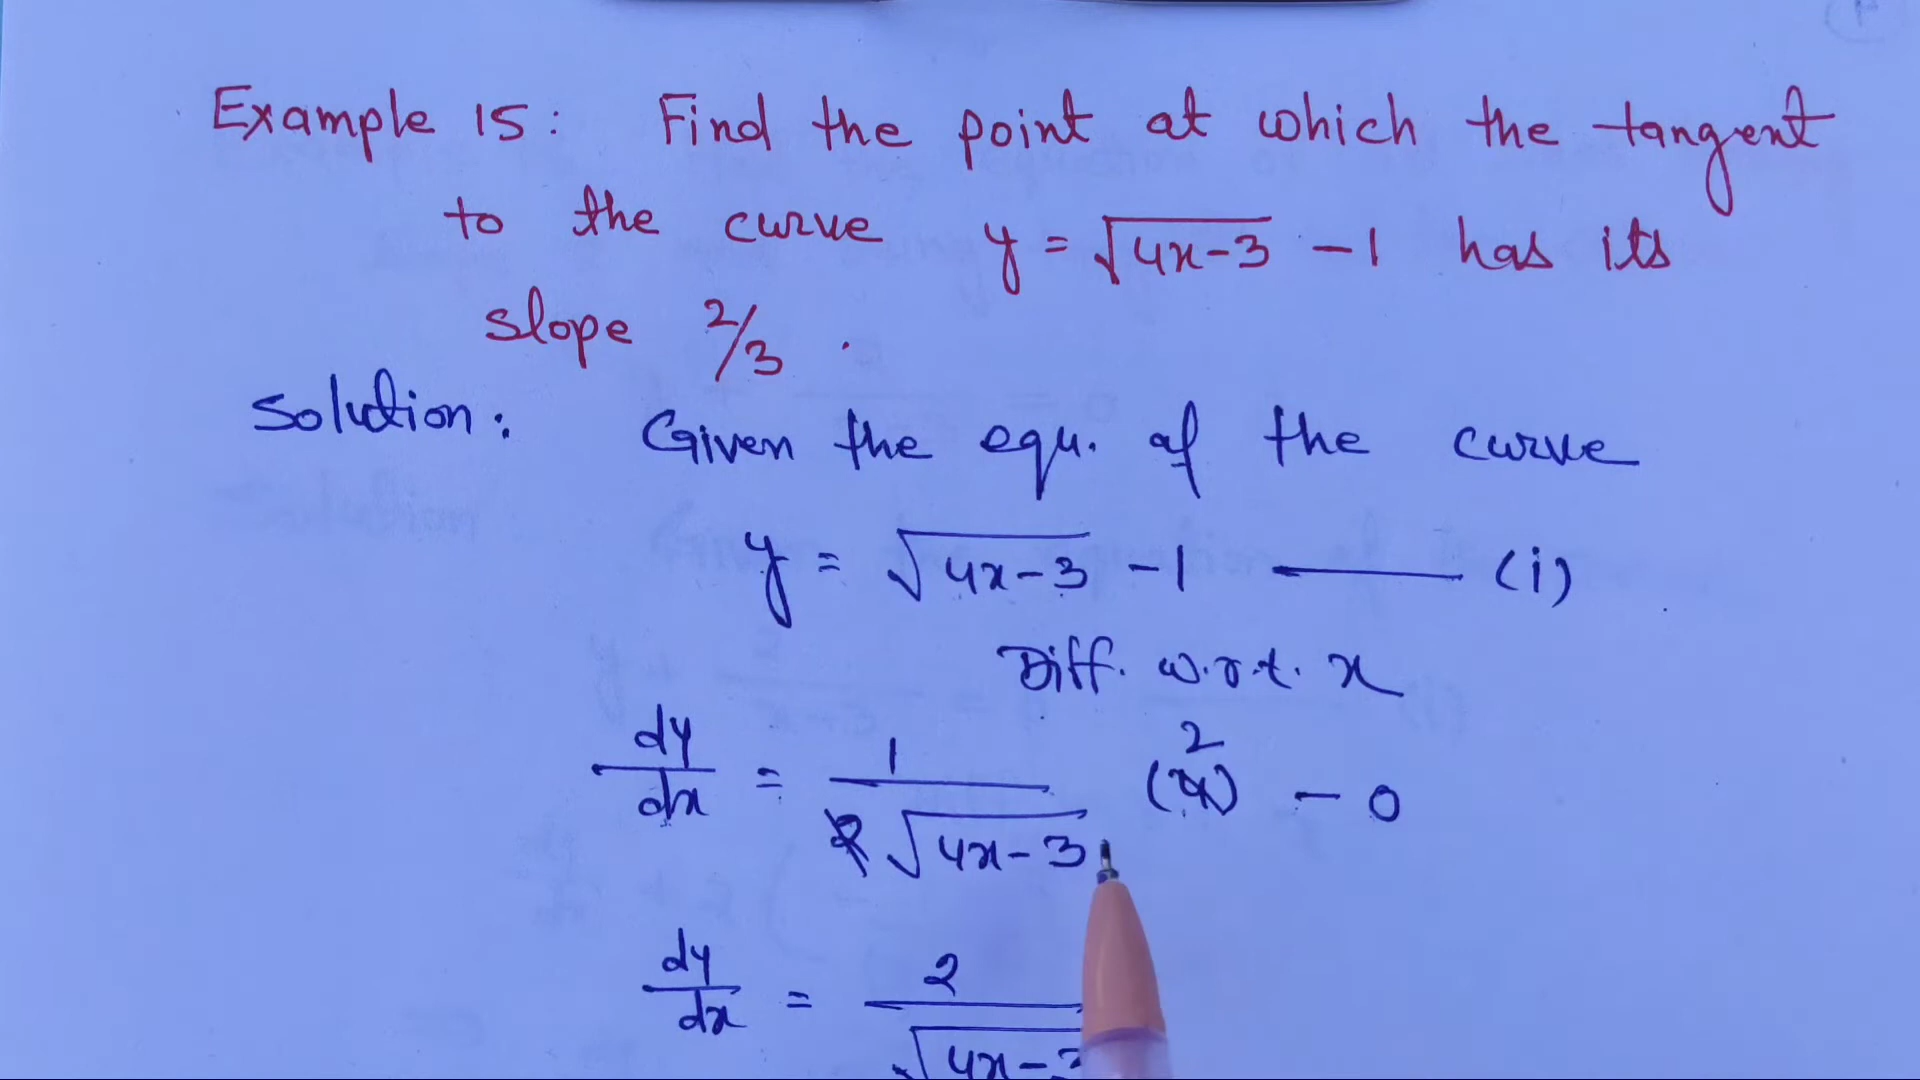 Example 15: Find the point at which the tangent
to the curve y = √4x-3 - 1 has its
slope 2/3 .
Solution: Given the equ. of the curve
y = √4x-3 - 1 —— (i)
Diff. w.r.t. x
dy/dx = 1/2√4x-3 (4) 2 - 0
dy/dx = 2/√4x-3